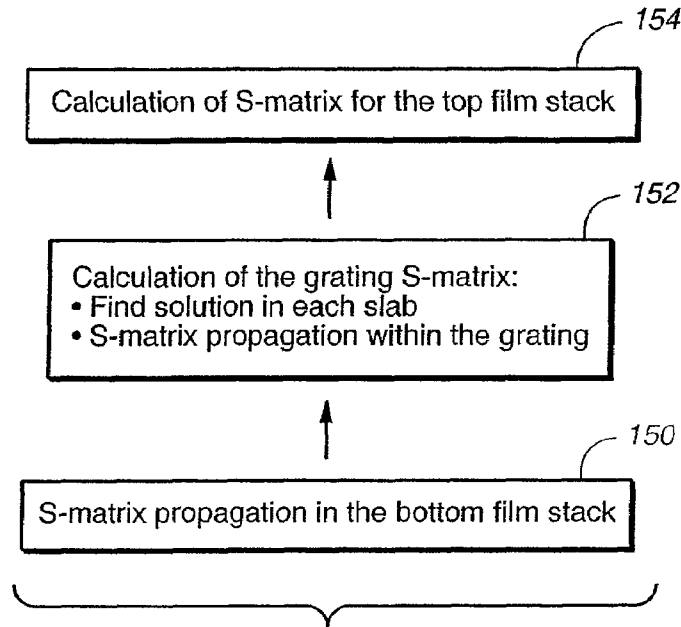 154
Calculation of S-matrix for the top film stack
152
Calculation of the grating S-matrix:
• Find solution in each slab
• S-matrix propagation within the grating
150
S-matrix propagation in the bottom film stack